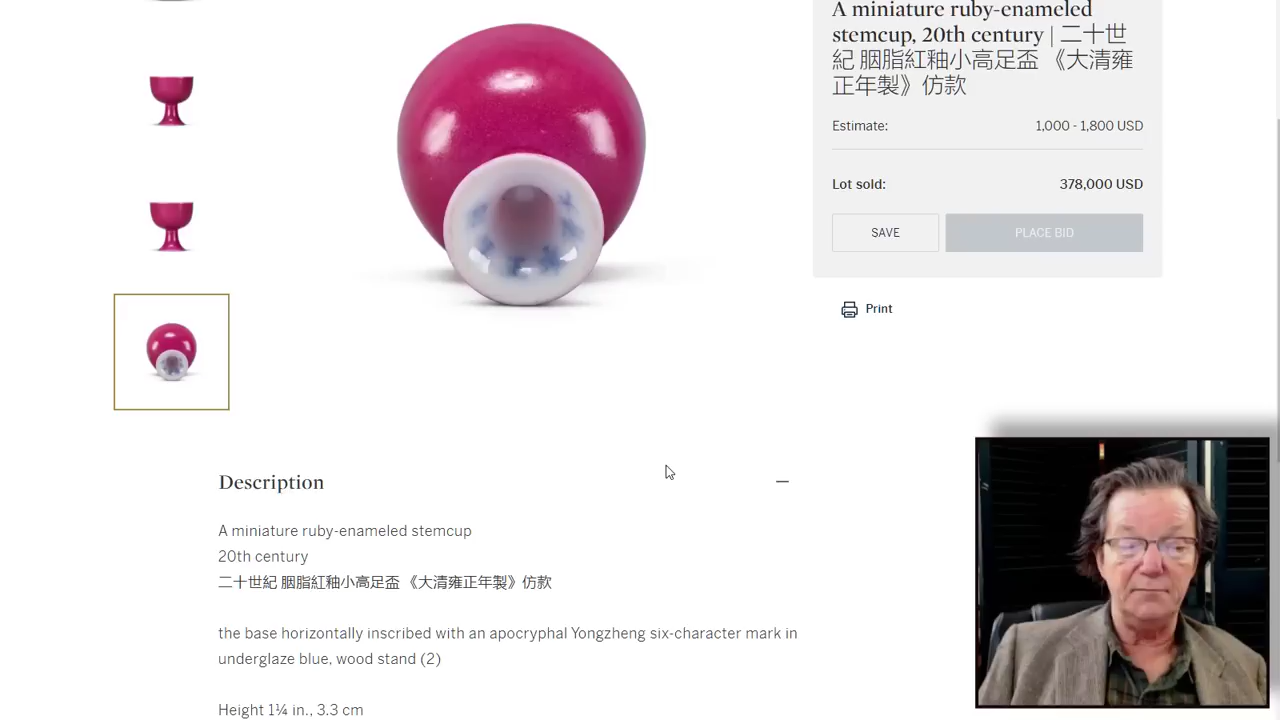 A miniature ruby-enameled
stemcup, 20th century | 二十世
紀 胭脂紅釉小高足盃 《大清雍
正年製》仿款
Estimate:
1,000 - 1,800 USD
Lot sold:
378,000 USD
SAVE
PLACE BID
Print
Description
A miniature ruby-enameled stemcup
20th century
二十世紀 胭脂紅釉小高足盃 《大清雍正年製》仿款
the base horizontally inscribed with an apocryphal Yongzheng six-character mark in
underglaze blue, wood stand (2)
Height 1¼ in., 3.3 cm